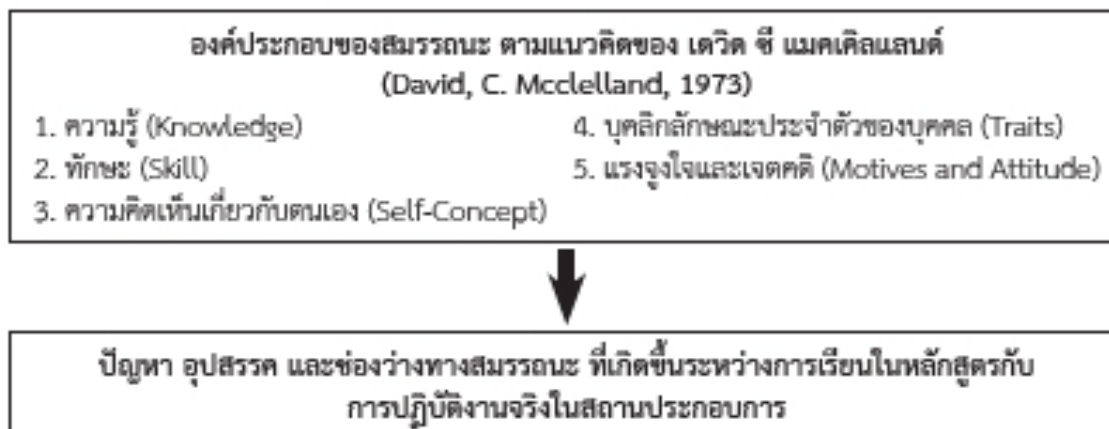 องค์ประกอบของสมรรถนะ ตามแนวคิดของ เดวิด ซี แมคเคิลแลนด์
(David, C. Mcclelland, 1973)
1. ความรู้ (Knowledge)
2. ทักษะ (Skill)
3. ความคิดเห็นเกี่ยวกับตนเอง (Self-Concept)
4. บุคลิกลักษณะประจำตัวของบุคคล (Traits)
5. แรงจูงใจและเจตคติ (Motives and Attitude)
ปัญหา อุปสรรค และช่องว่างทางสมรรถนะ ที่เกิดขึ้นระหว่างการเรียนในหลักสูตรกับ
การปฏิบัติงานจริงในสถานประกอบการ